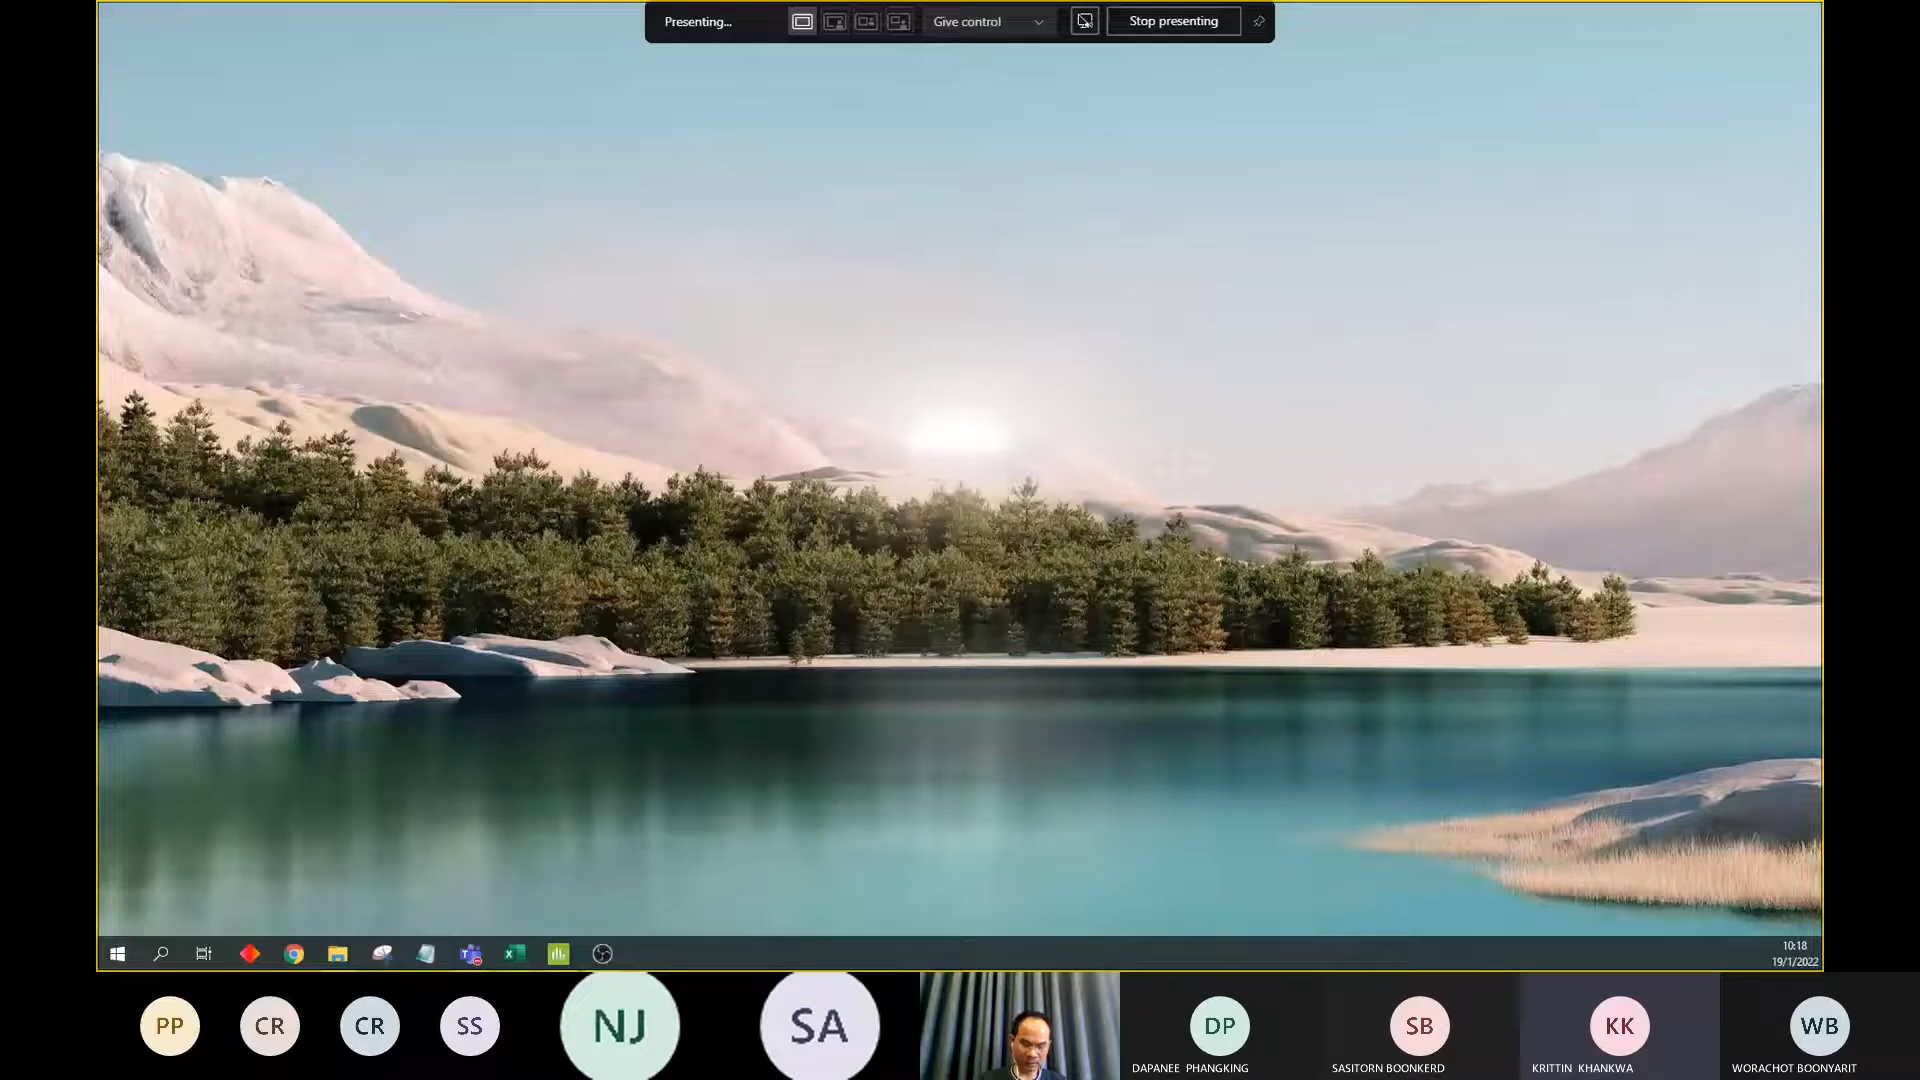 Presenting...
Give control
Stop presenting
10:18
19/1/2022
PP
CR
CR
SS
NJ
SA
DP
SB
KK
WB
DAPANEE PHANGKING
SASITORN BOONKERD
KRITTIN KHANKWA
WORACHOT BOONYARIT